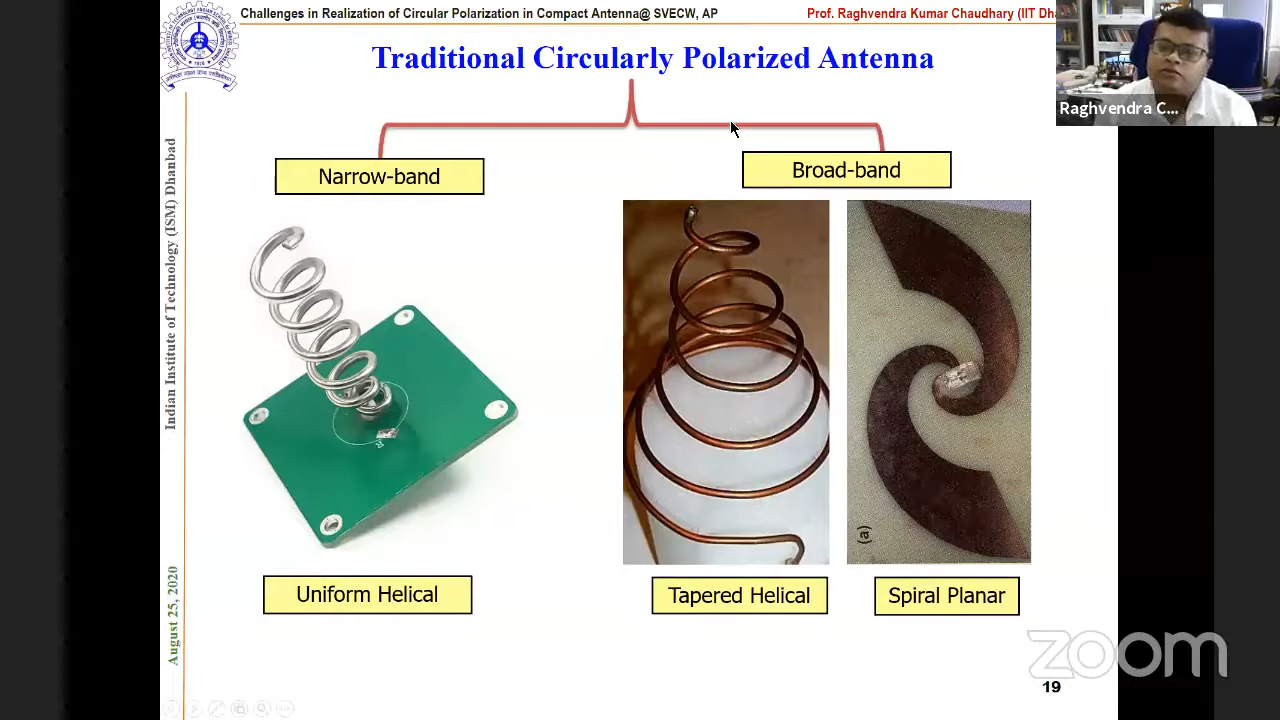 Challenges in Realization of Circular Polarization in Compact Antenna@ SVECW, AP
Prof. Raghvendra Kumar Chaudhary (IIT Dha
Raghvendra C...
Traditional Circularly Polarized Antenna
Narrow-band
Broad-band
Indian Institute of Technology (ISM) Dhanbad
August 25, 2020
(a)
Uniform Helical
Tapered Helical
Spiral Planar
zoom
19